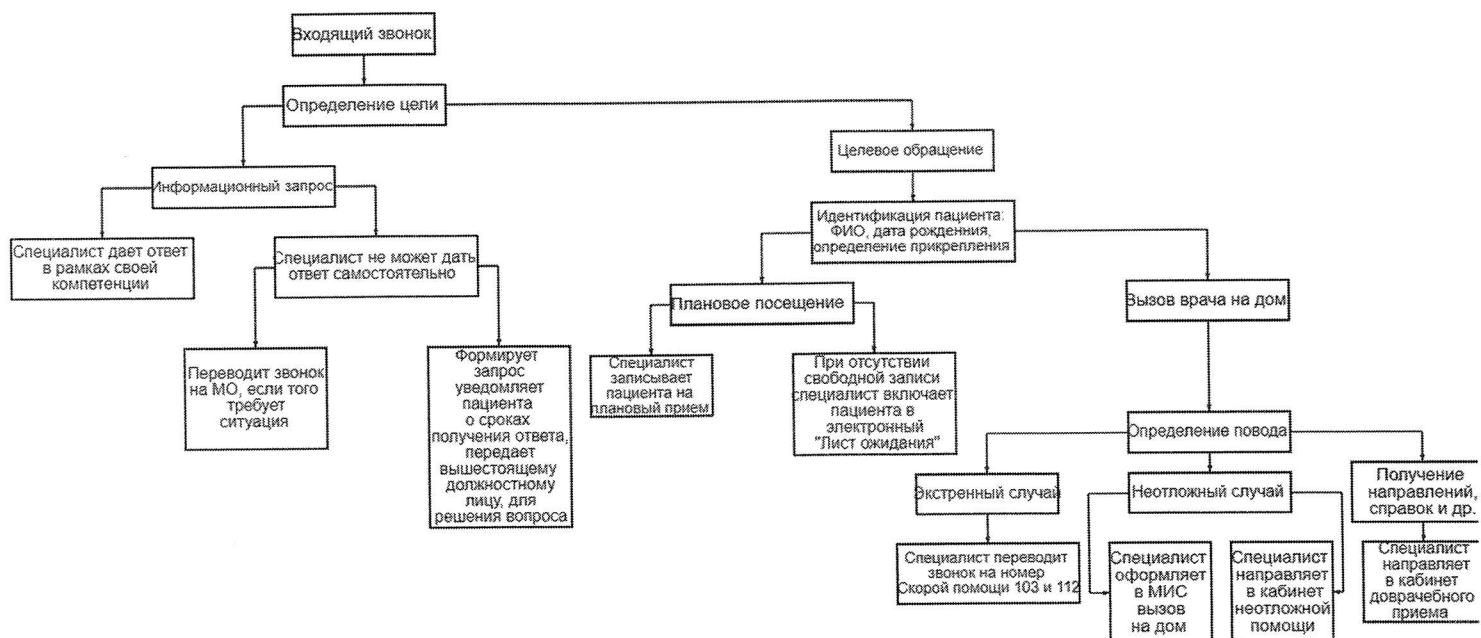 Входящий звонок
Определение цели
Целевое обращение
Информационный запрос
Идентификация пациента:
ФИО, дата рожденния,
определение прикрепления
Специалист дает ответ
в рамках своей
компетенции
Специалист не может дать
ответ самостоятельно
Плановое посещение
Вызов врача на дом
Переводит звонок
на МО, если того
требует
ситуация
Формирует
запрос
уведомляет
пациента
о сроках
получения ответа,
передает
вышестоящему
должностному
лицу, для
решения вопроса
Специалист
записывает
пациента на
плановый прием
При отсутствии
свободной записи
специалист включает
пациента в
электронный
"Лист ожидания"
Определение повода
Экстренный случай
Неотложный случай
Получение
направлений,
справок и др.
Специалист переводит
звонок на номер
Скорой помощи 103 и 112
Специалист
оформляет
в МИС
вызов
на дом
Специалист
направляет
в кабинет
неотложной
помощи
Специалист
направляет
в кабинет
доврачебного
приема